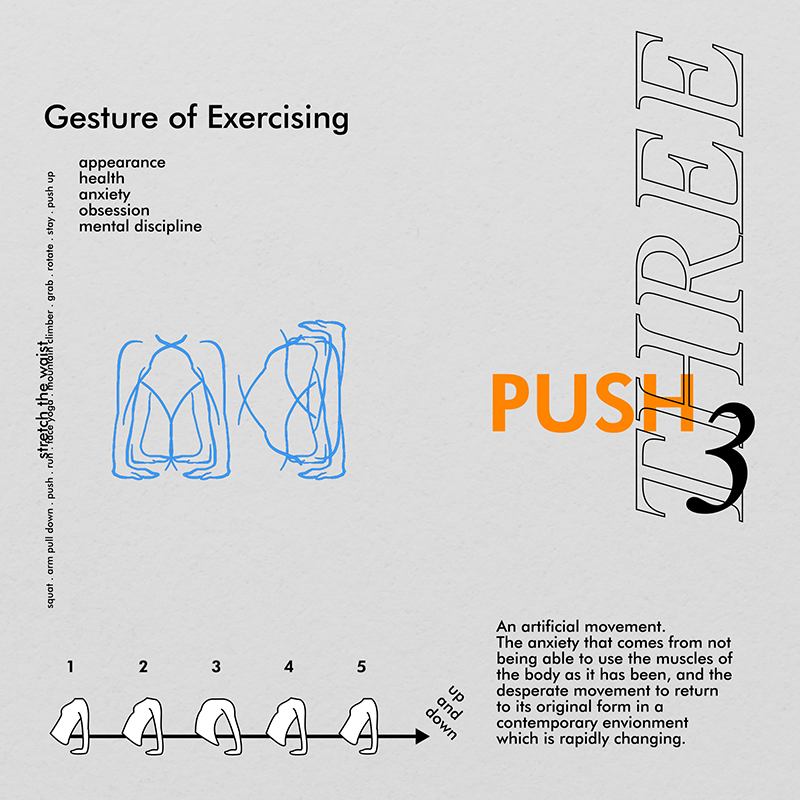 Gesture of Exercising
appearance
health
anxiety
obsession
mental discipline
squat . arm pull down . push . run . face yoga . mountain climber . grab . rotate . stay . push up
stretch the waist
THREE
PUSH
3
1 2 3 4 5
up
and
down
An artificial movement.
The anxiety that comes from not
being able to use the muscles of
the body as it has been, and the
desperate movement to return
to its original form in a
contemporary envionment
which is rapidly changing.